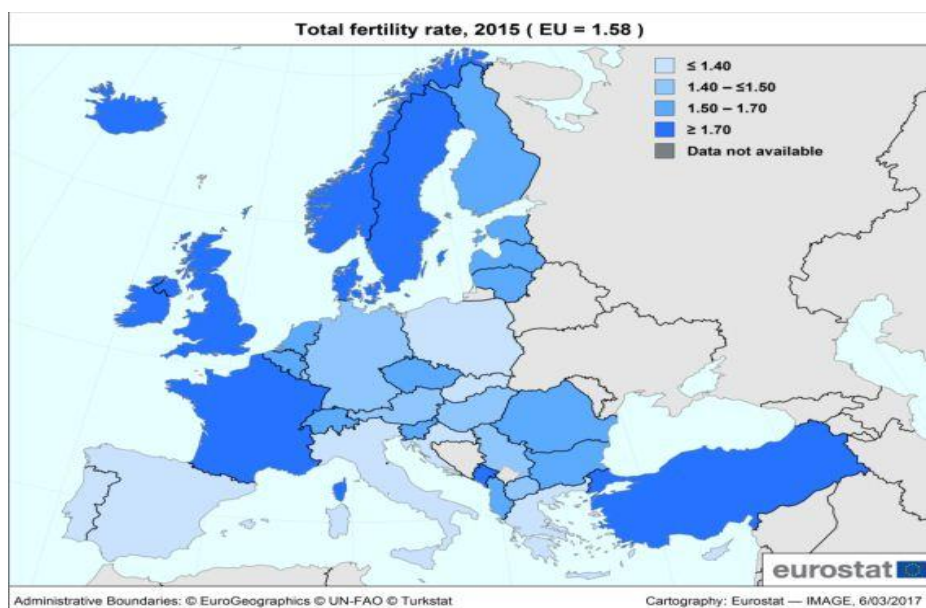 Total fertility rate, 2015 ( EU = 1.58 )
≤ 1.40
1.40 – ≤1.50
1.50 – 1.70
≥ 1.70
Data not available
eurostat
Administrative Boundaries: © EuroGeographics © UN-FAO © Turkstat
Cartography: Eurostat — IMAGE, 6/03/2017